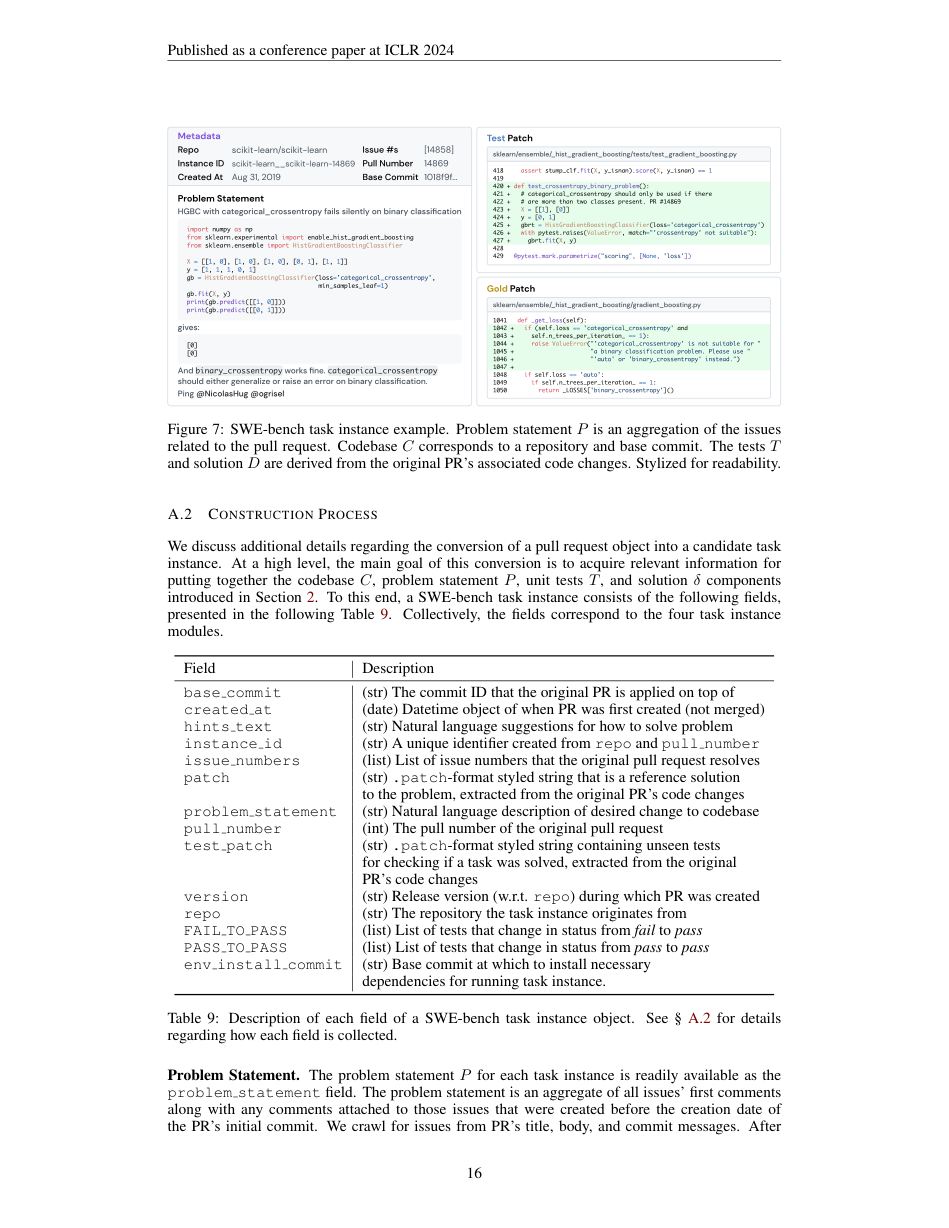 Published as a conference paper at ICLR 2024
Metadata
Repo scikit-learn/scikit-learn Issue #s [14858]
Instance ID scikit-learn__scikit-learn-14869 Pull Number 14869
Created At Aug 31, 2019 Base Commit 1018f9f...
Problem Statement
HGBC with categorical_crossentropy fails silently on binary classification
import numpy as np
from sklearn.experimental import enable_hist_gradient_boosting
from sklearn.ensemble import HistGradientBoostingClassifier
X = [[1, 0], [1, 0], [1, 0], [0, 1], [1, 1]]
y = [1, 1, 1, 0, 1]
gb = HistGradientBoostingClassifier(loss='categorical_crossentropy',
min_samples_leaf=1)
gb.fit(X, y)
print(gb.predict([[1, 0]]))
print(gb.predict([[0, 1]]))
gives:
[0]
[0]
And binary_crossentropy works fine. categorical_crossentropy
should either generalize or raise an error on binary classification.
Ping @NicolasHug @ogrisel
Test Patch
sklearn/ensemble/_hist_gradient_boosting/tests/test_gradient_boosting.py
418 assert stump_clf.fit(X, y_isnan).score(X, y_isnan) == 1
419
420 + def test_crossentropy_binary_problem():
421 + # categorical_crossentropy should only be used if there
422 + # are more than two classes present. PR #14869
423 + X = [[1], [0]]
424 + y = [0, 1]
425 + gbrt = HistGradientBoostingClassifier(loss='categorical_crossentropy')
426 + with pytest.raises(ValueError, match="'crossentropy' not suitable"):
427 + gbrt.fit(X, y)
428
429 @pytest.mark.parametrize("scoring", [None, 'loss'])
Gold Patch
sklearn/ensemble/_hist_gradient_boosting/gradient_boosting.py
1041 def _get_loss(self):
1042 + if (self.loss == 'categorical_crossentropy' and
1043 + self.n_trees_per_iteration_ == 1):
1044 + raise ValueError("'categorical_crossentropy' is not suitable for "
1045 + "a binary classification problem. Please use "
1046 + "'auto' or 'binary_crossentropy' instead.")
1047 +
1048 if self.loss == 'auto':
1049 if self.n_trees_per_iteration_ == 1:
1050 return _LOSSES['binary_crossentropy']()
Figure 7: SWE-bench task instance example. Problem statement P is an aggregation of the issues
related to the pull request. Codebase C corresponds to a repository and base commit. The tests T
and solution D are derived from the original PR's associated code changes. Stylized for readability.
A.2 CONSTRUCTION PROCESS
We discuss additional details regarding the conversion of a pull request object into a candidate task
instance. At a high level, the main goal of this conversion is to acquire relevant information for
putting together the codebase C, problem statement P, unit tests T, and solution δ components
introduced in Section 2. To this end, a SWE-bench task instance consists of the following fields,
presented in the following Table 9. Collectively, the fields correspond to the four task instance
modules.
Field Description
base_commit (str) The commit ID that the original PR is applied on top of
created_at (date) Datetime object of when PR was first created (not merged)
hints_text (str) Natural language suggestions for how to solve problem
instance_id (str) A unique identifier created from repo and pull_number
issue_numbers (list) List of issue numbers that the original pull request resolves
patch (str) .patch-format styled string that is a reference solution
to the problem, extracted from the original PR's code changes
problem_statement (str) Natural language description of desired change to codebase
pull_number (int) The pull number of the original pull request
test_patch (str) .patch-format styled string containing unseen tests
for checking if a task was solved, extracted from the original
PR's code changes
version (str) Release version (w.r.t. repo) during which PR was created
repo (str) The repository the task instance originates from
FAIL_TO_PASS (list) List of tests that change in status from fail to pass
PASS_TO_PASS (list) List of tests that change in status from pass to pass
env_install_commit (str) Base commit at which to install necessary
dependencies for running task instance.
Table 9: Description of each field of a SWE-bench task instance object. See § A.2 for details
regarding how each field is collected.
Problem Statement. The problem statement P for each task instance is readily available as the
problem_statement field. The problem statement is an aggregate of all issues' first comments
along with any comments attached to those issues that were created before the creation date of
the PR's initial commit. We crawl for issues from PR's title, body, and commit messages. After
16